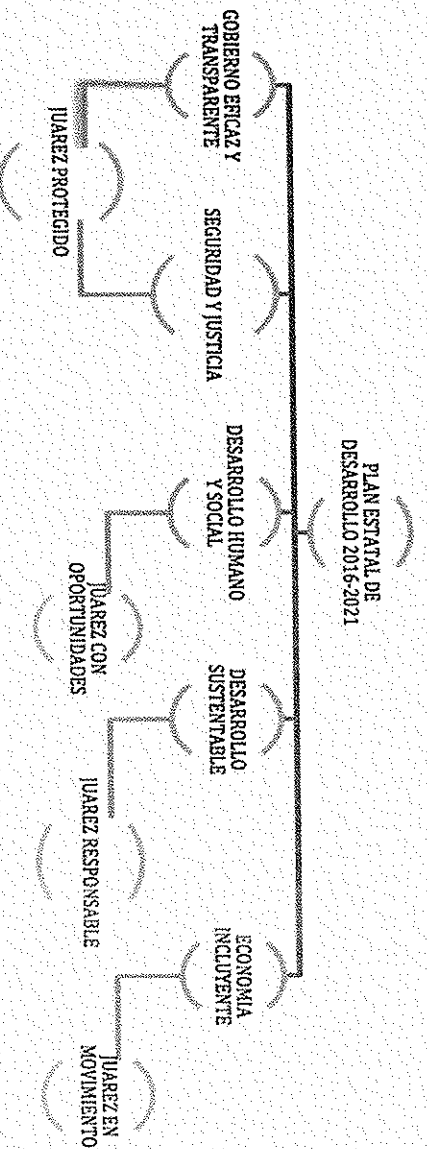 PLAN ESTATAL DE
DESARROLLO 2016-2021
GOBIERNO EFICAZ Y
TRANSPARENTE
SEGURIDAD Y JUSTICIA
DESARROLLO HUMANO
Y SOCIAL
DESARROLLO
SUSTENTABLE
ECONOMIA
INCLUYENTE
JUAREZ PROTEGIDO
JUAREZ CON
OPORTUNIDADES
JUAREZ RESPONSABLE
JUAREZ EN
MOVIMIENTO